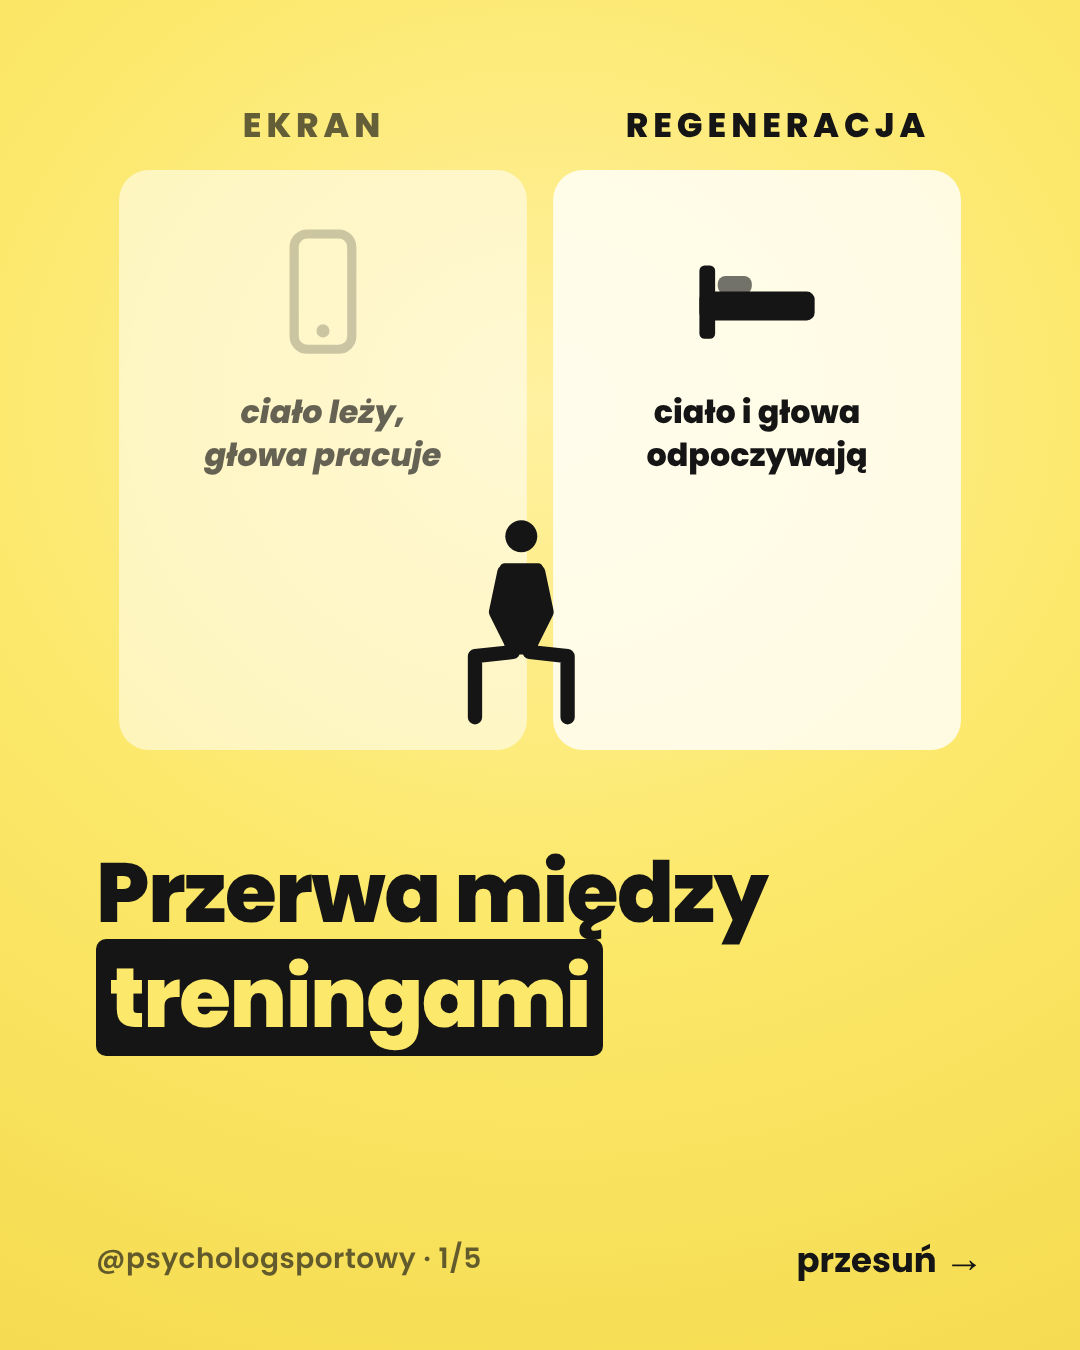 EKRAN
REGENERACJA
ciało leży,
głowa pracuje
ciało i głowa
odpoczywają
Przerwa między
treningami
@psychologsportowy · 1/5
przesuń →